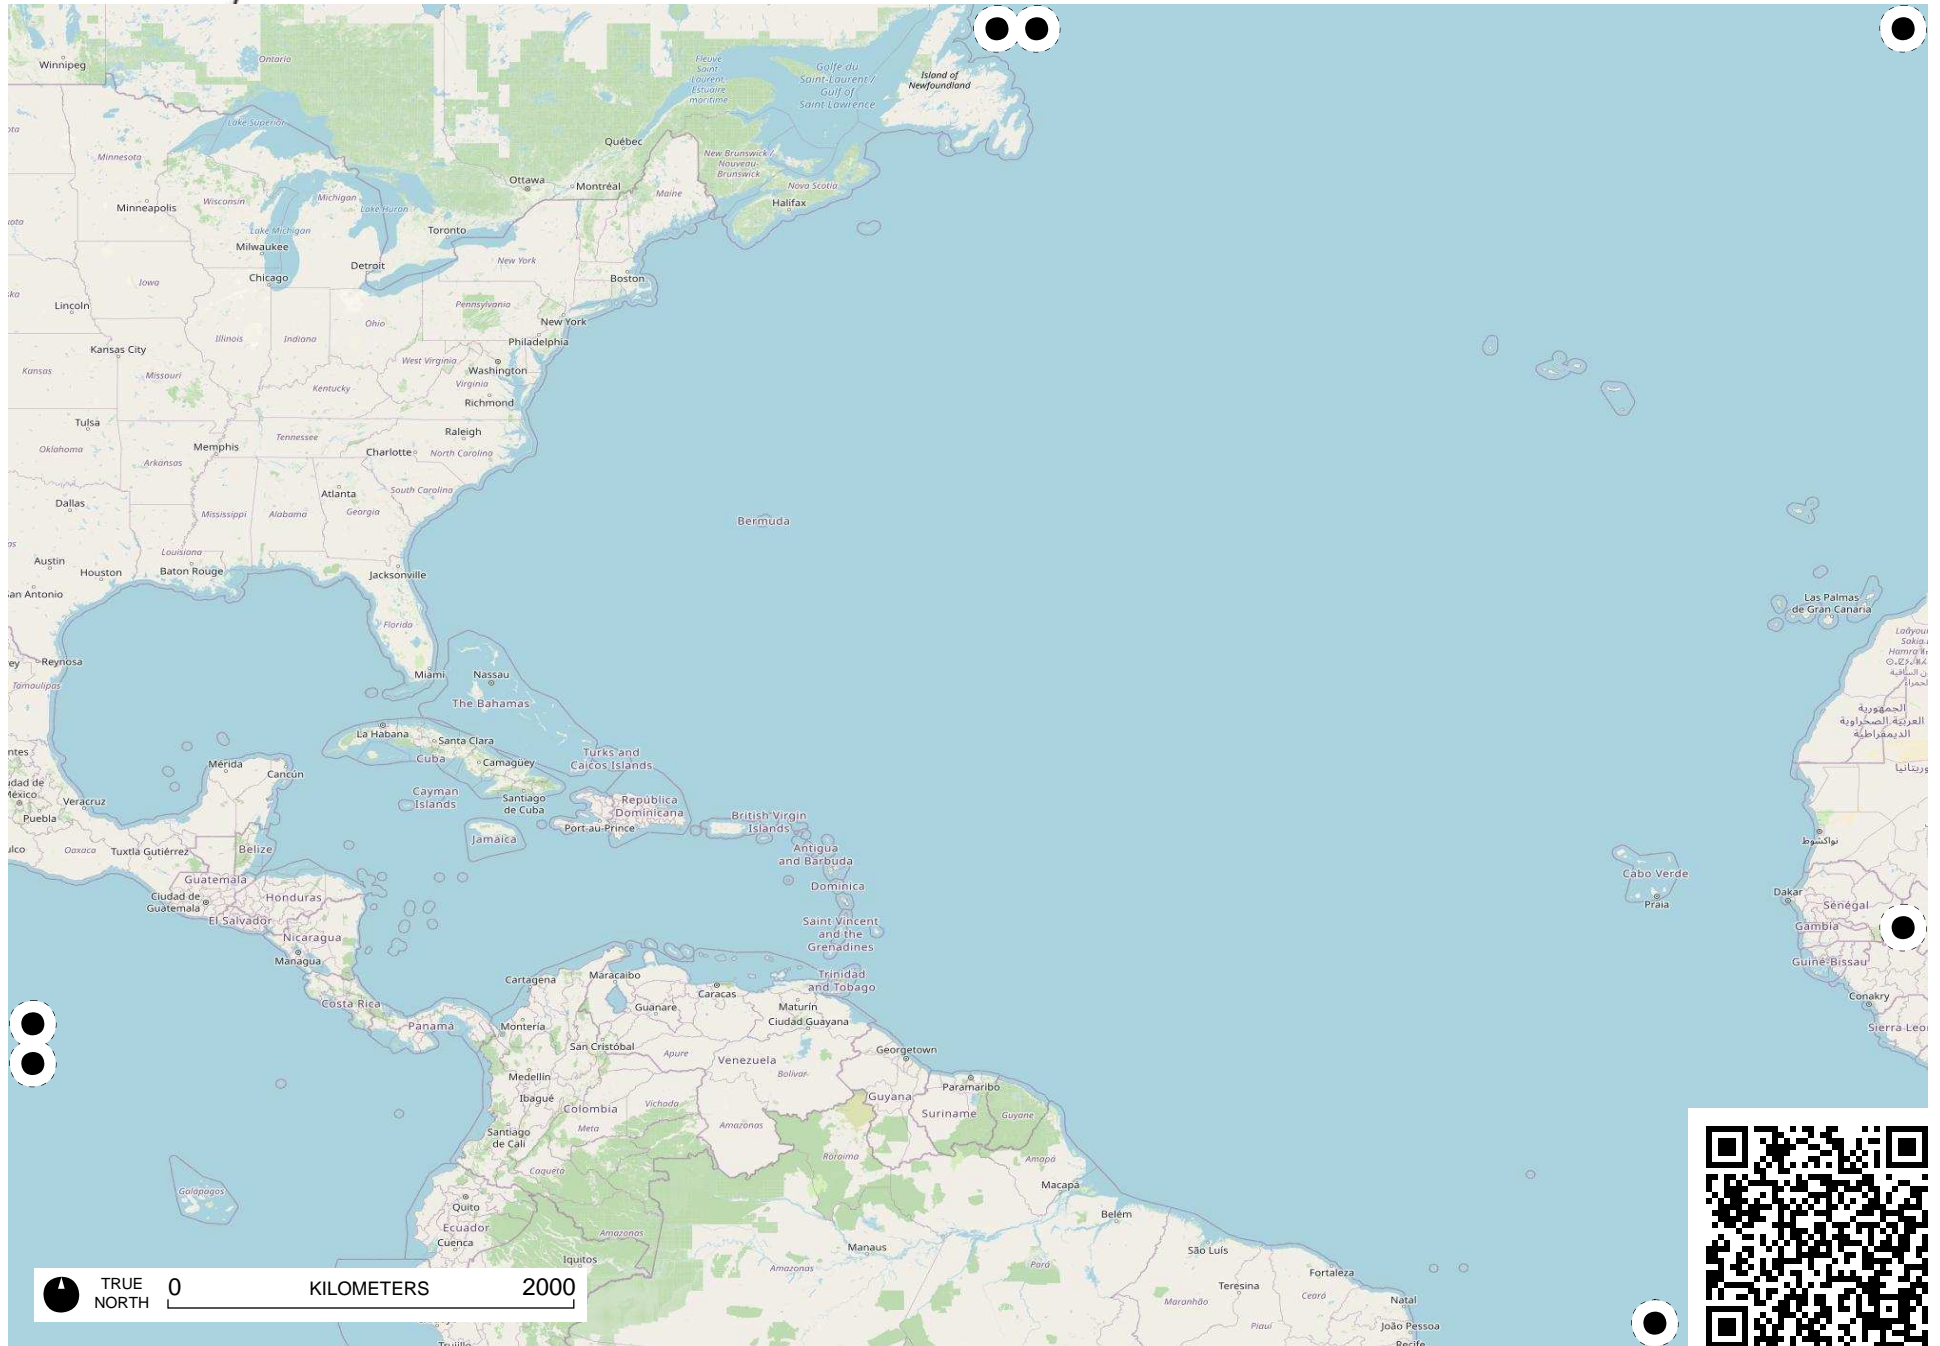 Winnipeg
Ontario
Fleuve
Saint-
Laurent,
Estuaire
maritime
Golfe du
Saint-Laurent /
Gulf of
Saint Lawrence
Island of
Newfoundland
Lake Superior
Minnesota
Québec
New Brunswick /
Nouveau-
Brunswick
Ottawa
Montréal
Maine
Nova Scotia
Halifax
Wisconsin
Michigan
Lake Huron
Minneapolis
Lake Michigan
Toronto
Milwaukee
New York
Detroit
Chicago
Boston
Iowa
Lincoln
Pennsylvania
New York
Ohio
Illinois
Indiana
Philadelphia
Kansas City
West Virginia
Washington
Kansas
Missouri
Kentucky
Virginia
Richmond
Tulsa
Raleigh
Tennessee
Memphis
Charlotte
North Carolina
Oklahoma
Arkansas
South Carolina
Atlanta
Dallas
Mississippi
Alabama
Georgia
Bermuda
Louisiana
Austin
Houston
Baton Rouge
Jacksonville
an Antonio
Las Palmas
de Gran Canaria
Florida
Reynosa
Miami
Nassau
Tamaulipas
The Bahamas
الجمهورية
العربية الصحراوية
الديمقراطية
La Habana
Santa Clara
Cuba
Camagüey
Turks and
Caicos Islands
Mérida
Cancún
Cayman
Islands
Santiago
de Cuba
República
Dominicana
Veracruz
Puebla
Port-au-Prince
British Virgin
Islands
Jamaica
نواكشوط
Oaxaca
Tuxtla Gutiérrez
Belize
Antigua
and Barbuda
Guatemala
Cabo Verde
Dominica
Dakar
Ciudad de
Guatemala
Honduras
Praia
Sénégal
El Salvador
Saint Vincent
and the
Grenadines
Gambia
Nicaragua
Managua
Guiné-Bissau
Cartagena
Maracaibo
Trinidad
and Tobago
Caracas
Conakry
Costa Rica
Guanare
Maturín
Ciudad Guayana
Panamá
Montería
Sierra Leo
San Cristóbal
Apure
Georgetown
Venezuela
Bolívar
Medellín
Paramaribo
Ibagué
Colombia
Vichada
Guyana
Suriname
Guyane
Santiago
de Cali
Meta
Amazonas
Roraima
Amapá
Caquetá
Macapá
Galápagos
Quito
Belém
Ecuador
Cuenca
Amazonas
Manaus
São Luís
Iquitos
Amazonas
Pará
Fortaleza
Teresina
Ceará
Maranhão
Natal
Piauí
João Pessoa
Recife
Trujillo
TRUE
NORTH
0 KILOMETERS 2000